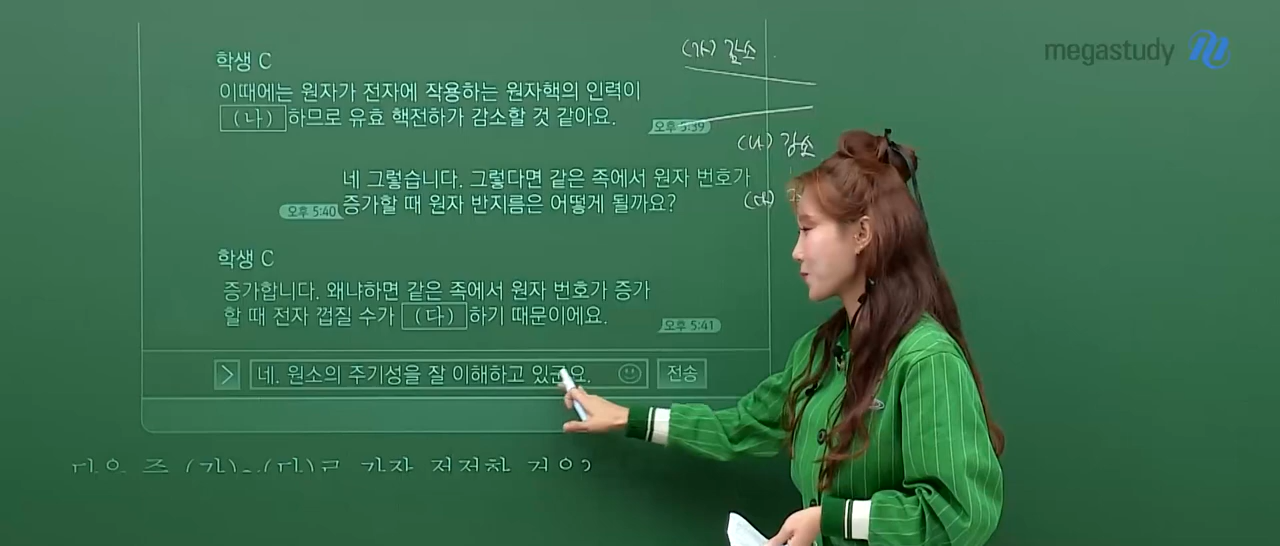 megastudy
(가) 감소
학생 C
이때에는 원자가 전자에 작용하는 원자핵의 인력이
(나) 하므로 유효 핵전하가 감소할 것 같아요.
오후 5:39
(나) 감소
네 그렇습니다. 그렇다면 같은 족에서 원자 번호가
오후 5:40 증가할 때 원자 반지름은 어떻게 될까요?
(다)
학생 C
증가합니다. 왜냐하면 같은 족에서 원자 번호가 증가
할 때 전자 껍질 수가 (다) 하기 때문이에요.
오후 5:41
> 네. 원소의 주기성을 잘 이해하고 있군요. 전송